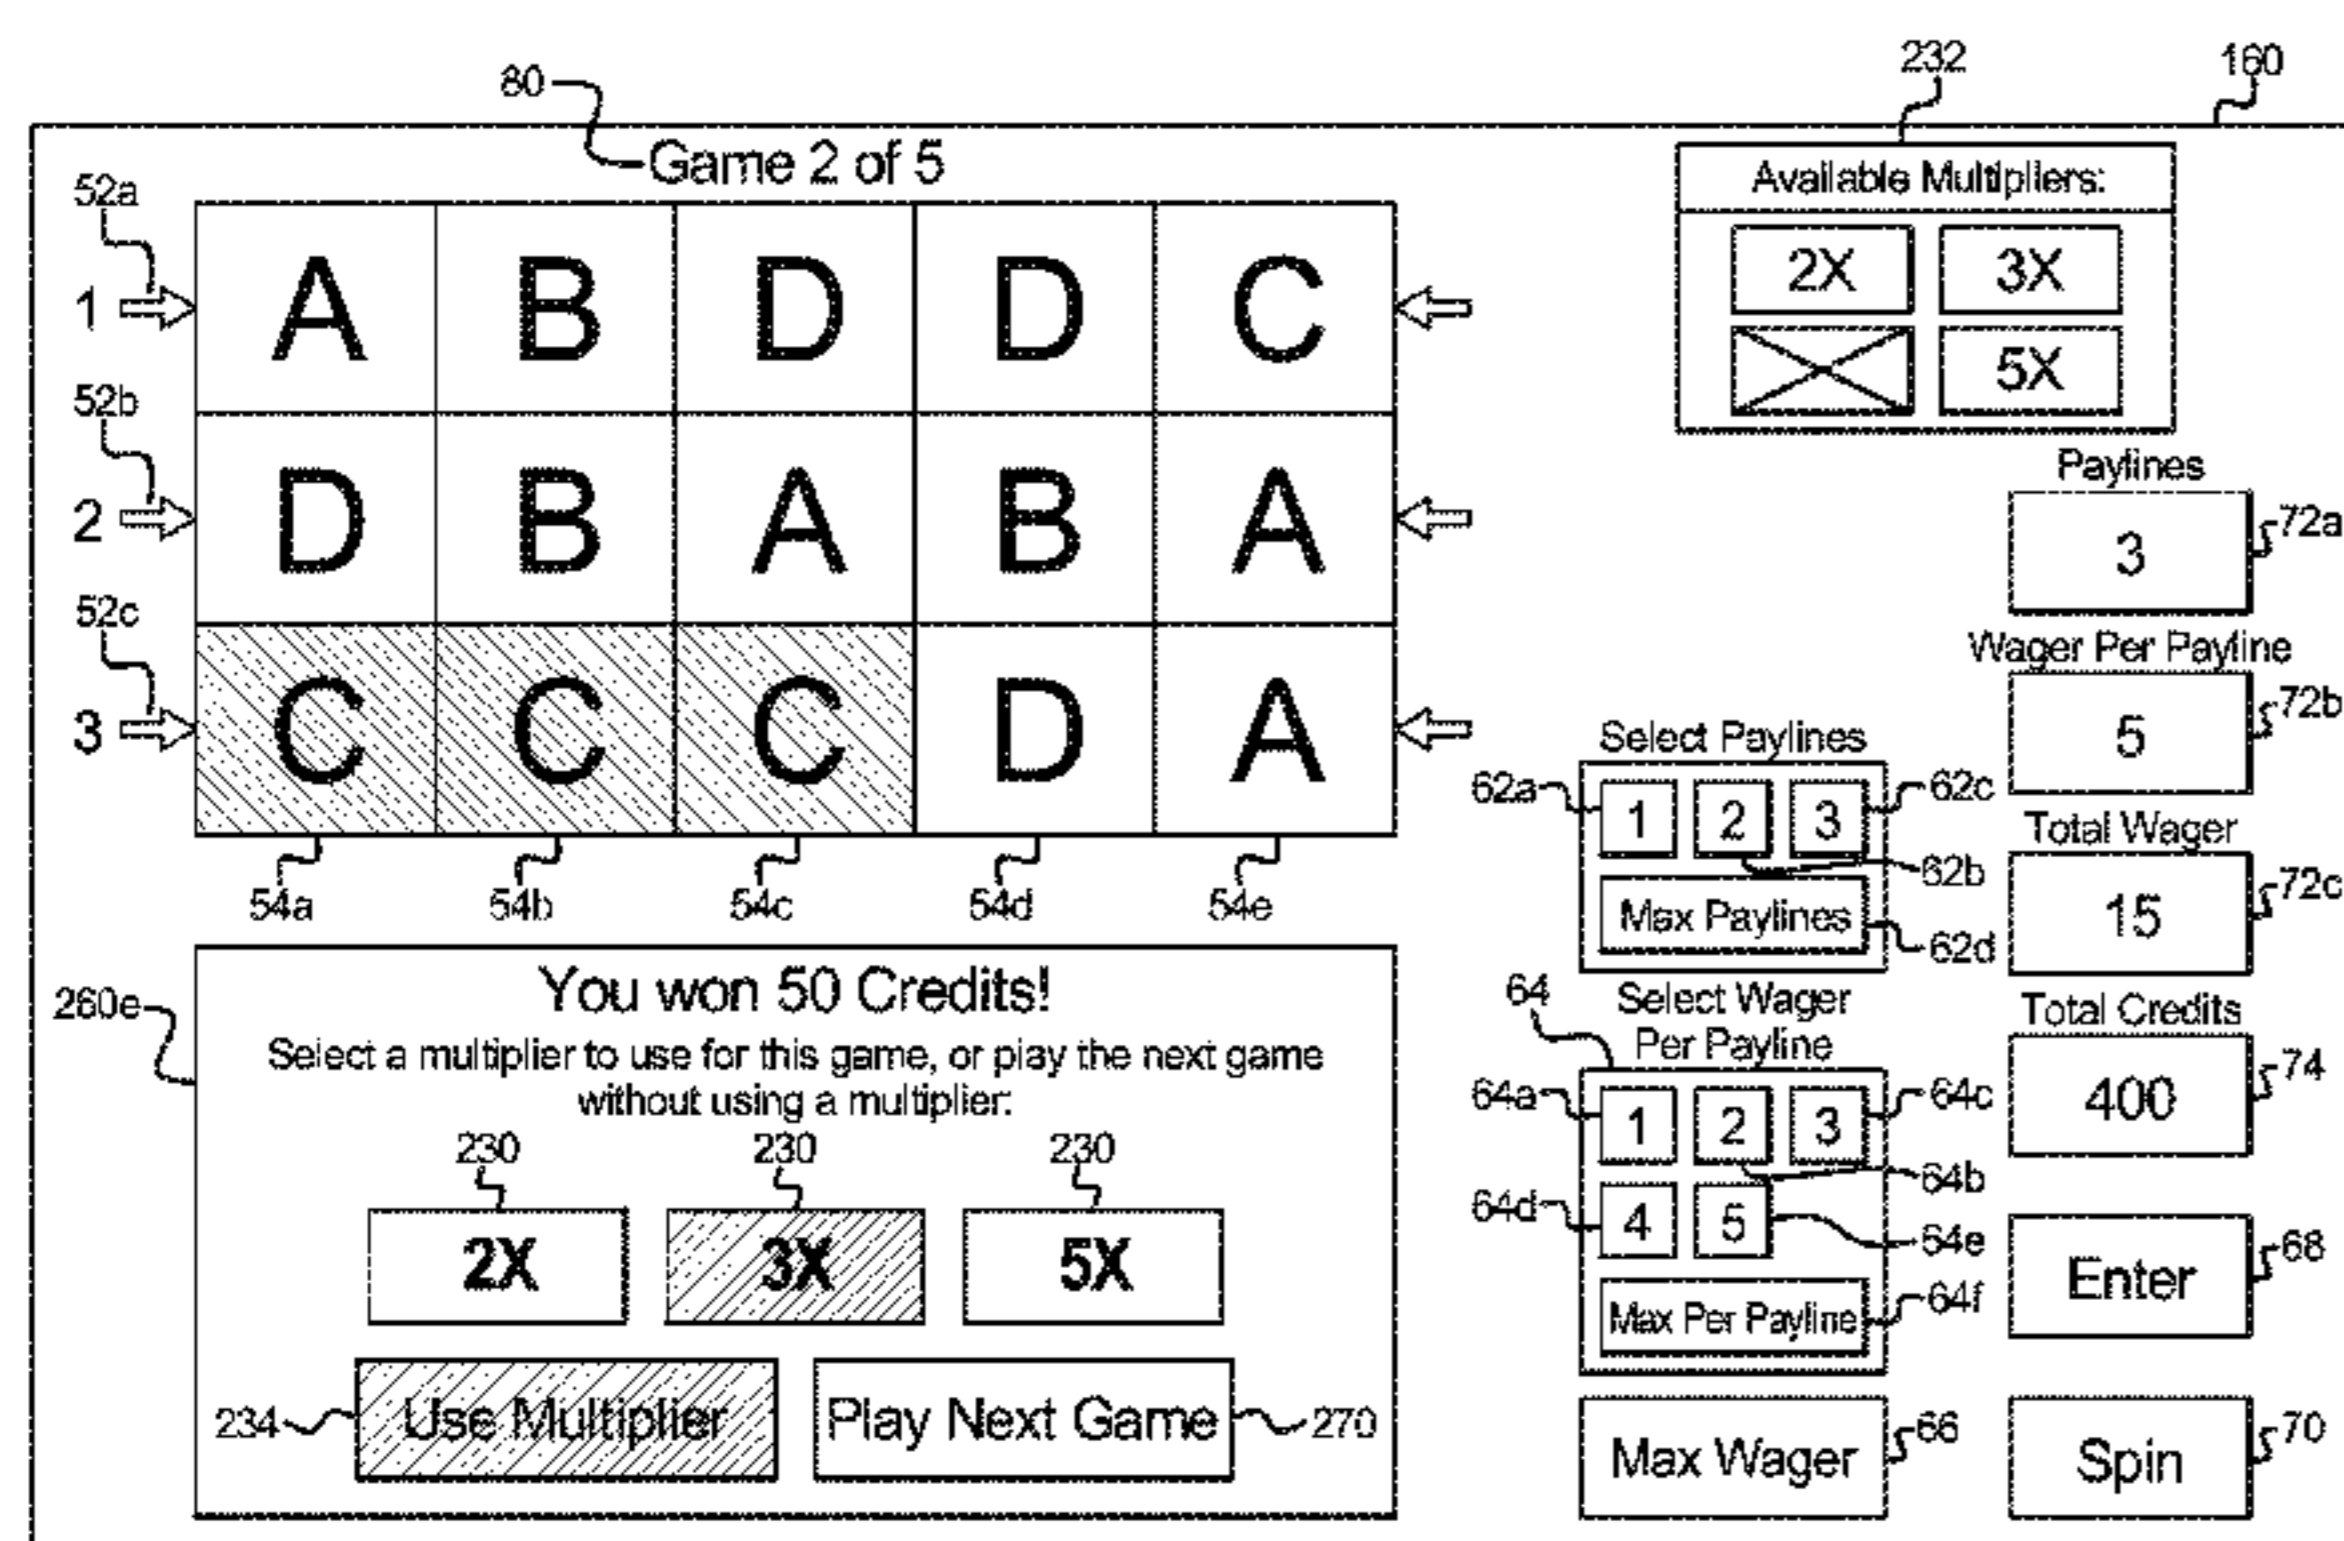 232
160
80
Game 2 of 5
Available Multipliers:
52a
2X 3X
1 A B D D C
5X
52b
Paylines
72a
2 D B A B A
3
52c
Wager Per Payline
72b
5
3 C C C D A
Select Paylines
62a 1 2 3 62c
Total Wager
62b
54a 54b 54c 54d 54e
72c
15
Max Paylines
62d
You won 50 Credits!
260e
64
Select Wager
Per Payline
Total Credits
Select a multiplier to use for this game, or play the next game
without using a multiplier:
74
400
64a 1 2 3 64c
230 230 230
64b
64d 4 5 64e
2X 3X 5X
68
Enter
Max Per Payline 64f
234 Use Multiplier Play Next Game 270
Max Wager 66
Spin 70